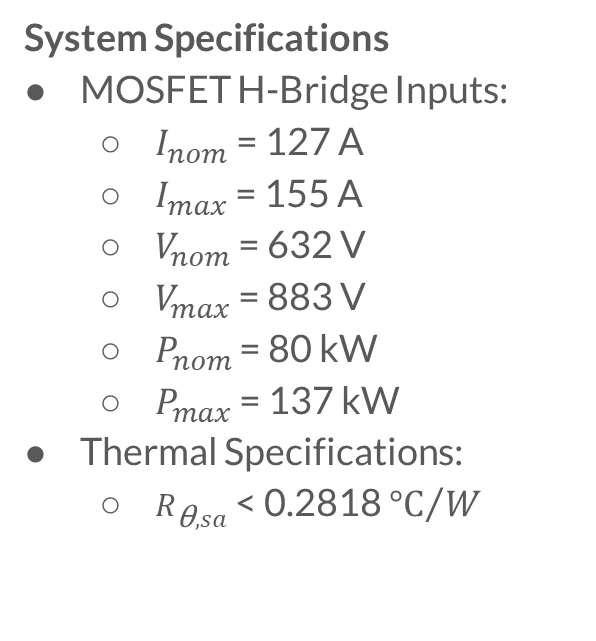 System Specifications
● MOSFET H-Bridge Inputs:
○ Inom = 127 A
○ Imax = 155 A
○ Vnom = 632 V
○ Vmax = 883 V
○ Pnom = 80 kW
○ Pmax = 137 kW
● Thermal Specifications:
○ Rθ,sa < 0.2818 °C/W